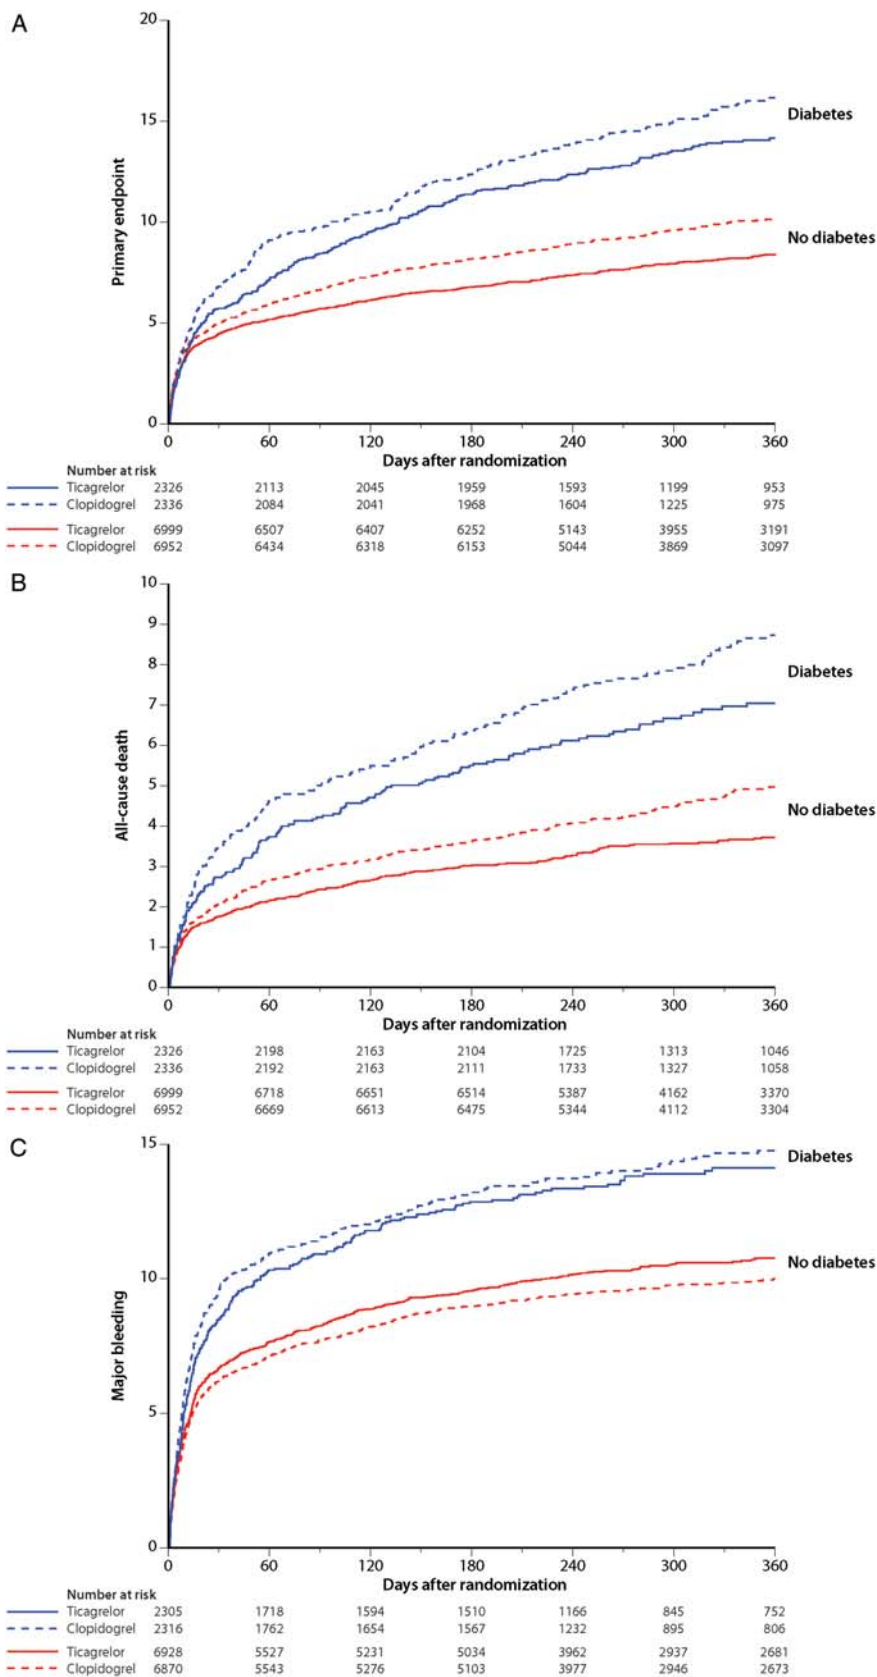 A
20
15
10
5
0
Primary endpoint
Diabetes
No diabetes
0 60 120 180 240 300 360
Days after randomization
Number at risk
Ticagrelor 2326 2113 2045 1959 1593 1199 953
Clopidogrel 2336 2084 2041 1968 1604 1225 975
Ticagrelor 6999 6507 6407 6252 5143 3955 3191
Clopidogrel 6952 6434 6318 6153 5044 3869 3097
B
10
9
8
7
6
5
4
3
2
1
0
All-cause death
Diabetes
No diabetes
0 60 120 180 240 300 360
Days after randomization
Number at risk
Ticagrelor 2326 2198 2163 2104 1725 1313 1046
Clopidogrel 2336 2192 2163 2111 1733 1327 1058
Ticagrelor 6999 6718 6651 6514 5387 4162 3370
Clopidogrel 6952 6669 6613 6475 5344 4112 3304
C
15
10
5
0
Major bleeding
Diabetes
No diabetes
0 60 120 180 240 300 360
Days after randomization
Number at risk
Ticagrelor 2305 1718 1594 1510 1166 845 752
Clopidogrel 2316 1762 1654 1567 1232 895 806
Ticagrelor 6928 5527 5231 5034 3962 2937 2681
Clopidogrel 6870 5543 5276 5103 3977 2946 2673